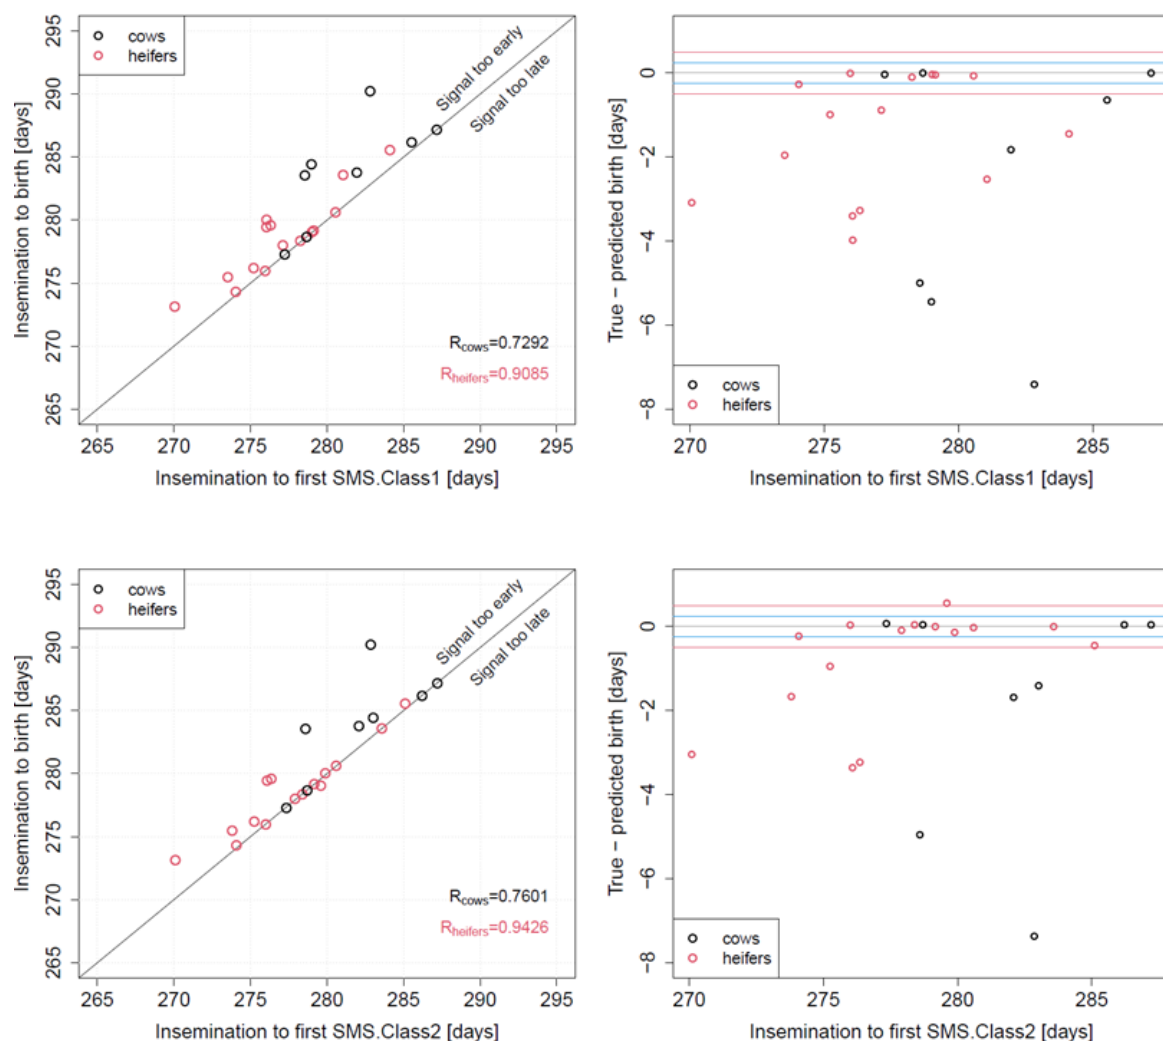 295
290
285
280
275
270
265
Insemination to birth [days]
cows
heifers
Signal too early
Signal too late
Rcows=0.7292
Rheifers=0.9085
265 270 275 280 285 290 295
Insemination to first SMS.Class1 [days]
0
−2
−4
−6
−8
True − predicted birth [days]
cows
heifers
270 275 280 285
Insemination to first SMS.Class1 [days]
295
290
285
280
275
270
265
Insemination to birth [days]
cows
heifers
Signal too early
Signal too late
Rcows=0.7601
Rheifers=0.9426
265 270 275 280 285 290 295
Insemination to first SMS.Class2 [days]
0
−2
−4
−6
−8
True − predicted birth [days]
cows
heifers
270 275 280 285
Insemination to first SMS.Class2 [days]